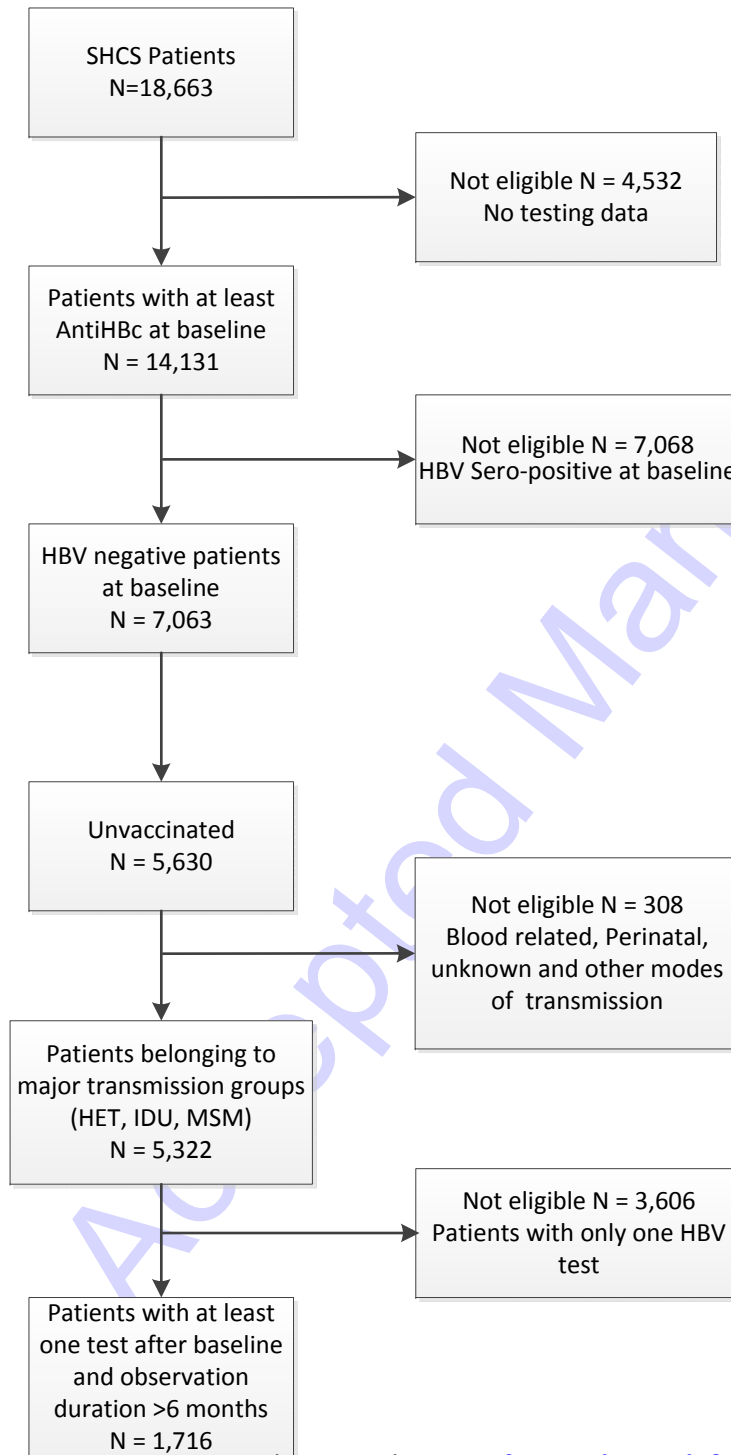 SHCS Patients
N=18,663
Not eligible N = 4,532
No testing data
Patients with at least
AntiHBc at baseline
N = 14,131
Not eligible N = 7,068
HBV Sero-positive at baseline
HBV negative patients
at baseline
N = 7,063
Unvaccinated
N = 5,630
Not eligible N = 308
Blood related, Perinatal,
unknown and other modes
of transmission
Patients belonging to
major transmission groups
(HET, IDU, MSM)
N = 5,322
Not eligible N = 3,606
Patients with only one HBV
test
Patients with at least
one test after baseline
and observation
duration >6 months
N = 1,716
Accepted Man